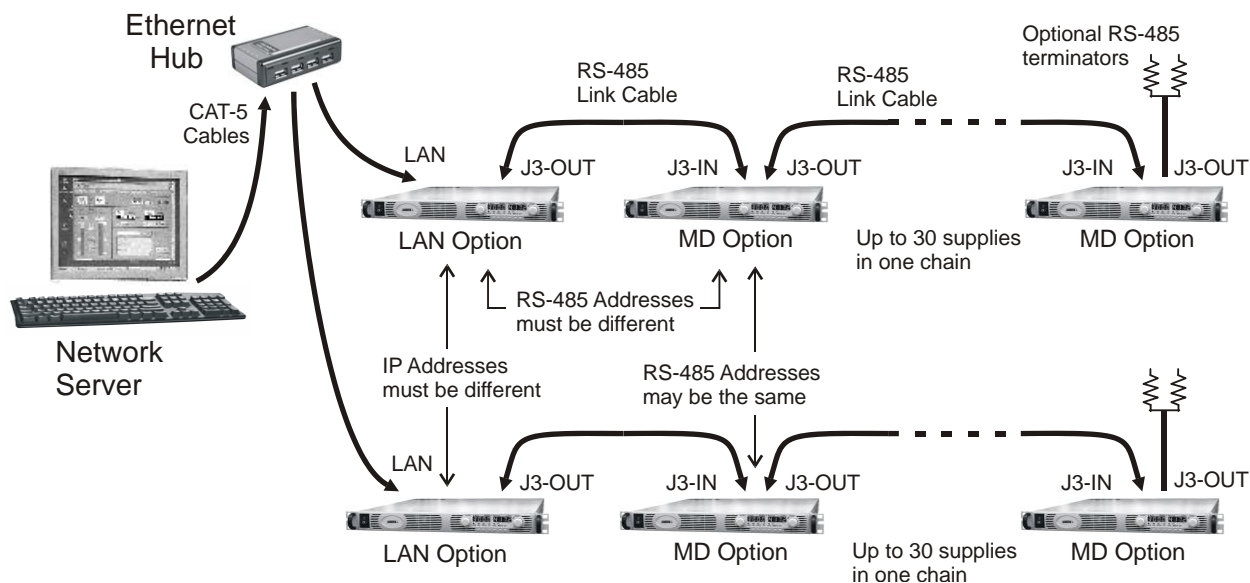 Ethernet
Hub
CAT-5
Cables
Network
Server
LAN
RS-485
Link Cable
RS-485
Link Cable
Optional RS-485
terminators
J3-OUT
J3-IN
J3-OUT
J3-IN
J3-OUT
LAN Option
MD Option
Up to 30 supplies
in one chain
MD Option
RS-485 Addresses
must be different
IP Addresses
must be different
RS-485 Addresses
may be the same
LAN
J3-OUT
J3-IN
J3-OUT
J3-IN
J3-OUT
LAN Option
MD Option
Up to 30 supplies
in one chain
MD Option